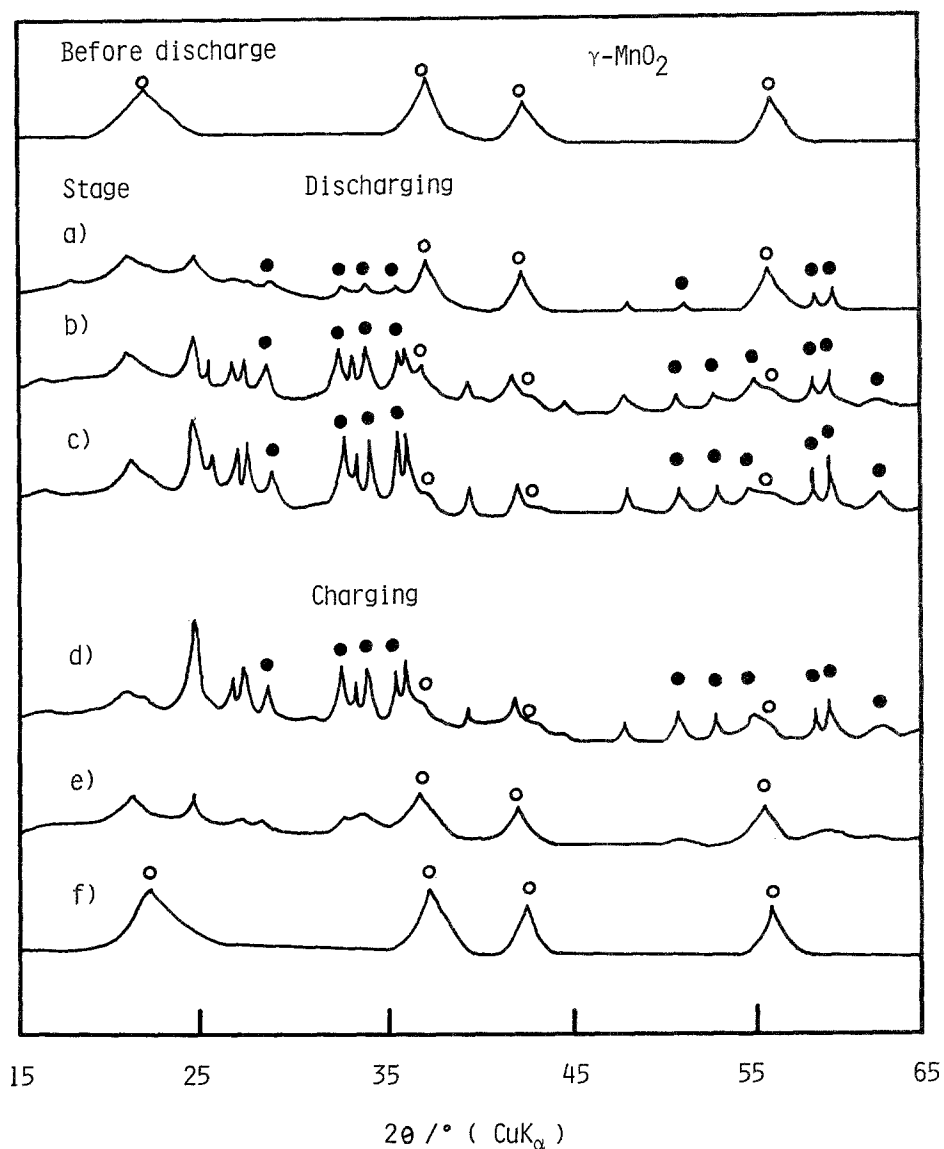 Before discharge γ-MnO₂
Stage Discharging
a)
b)
c)
Charging
d)
e)
f)
15 25 35 45 55 65
2θ /° ( CuKα )